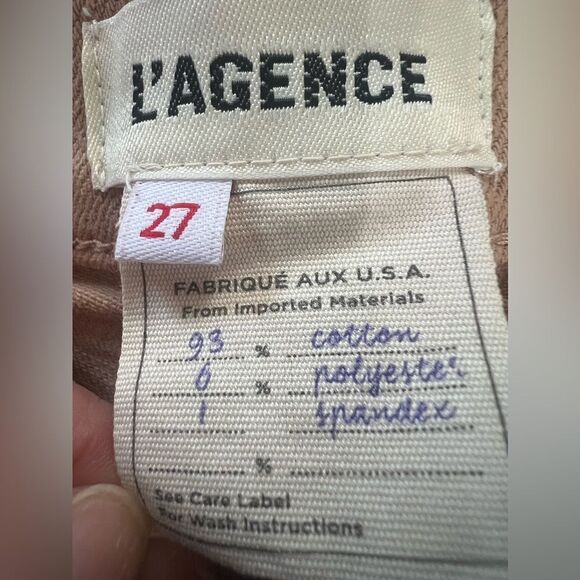 L'AGENCE
27
FABRIQUÉ AUX U.S.A.
From Imported Materials
93 % cotton
6 % polyester
1 spandex
%
See Care Label
For Wash Instructions